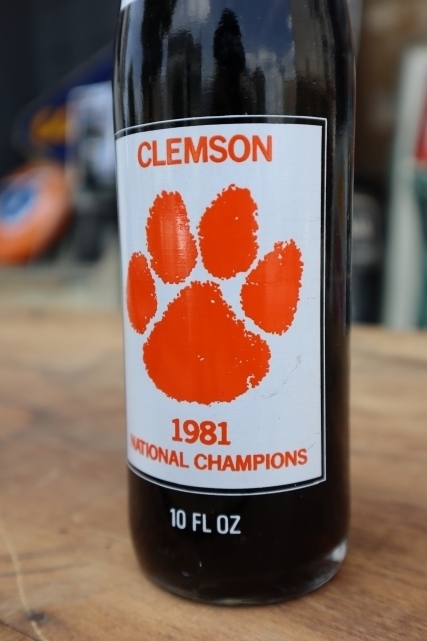 CLEMSON
1981
NATIONAL CHAMPIONS
10 FL OZ